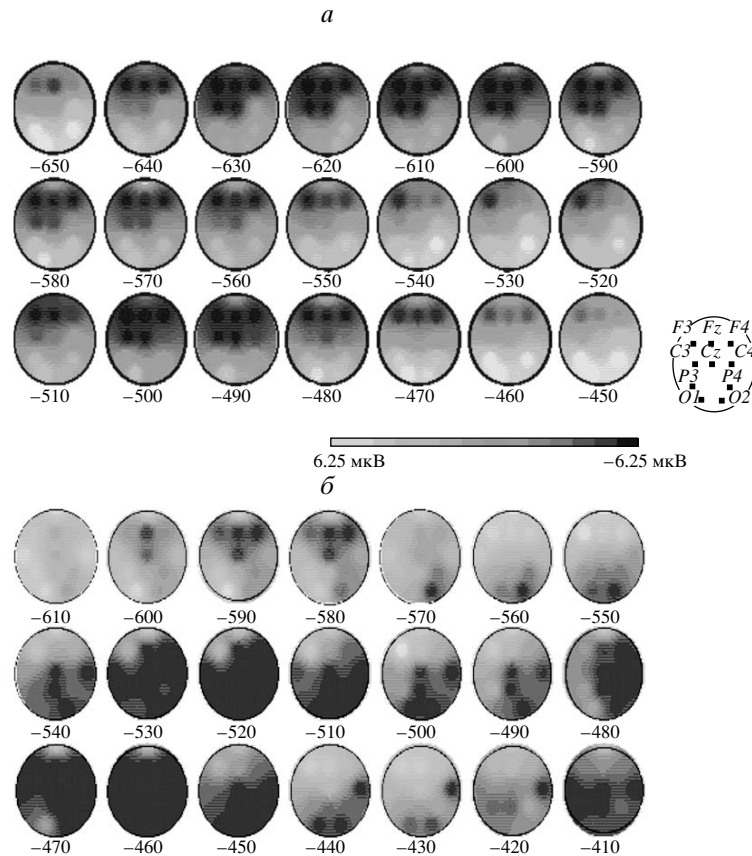 а
−650 −640 −630 −620 −610 −600 −590
−580 −570 −560 −550 −540 −530 −520
−510 −500 −490 −480 −470 −460 −450
F3 Fz F4
C3 Cz C4
P3 P4
O1 O2
6.25 мкВ −6.25 мкВ
б
−610 −600 −590 −580 −570 −560 −550
−540 −530 −520 −510 −500 −490 −480
−470 −460 −450 −440 −430 −420 −410